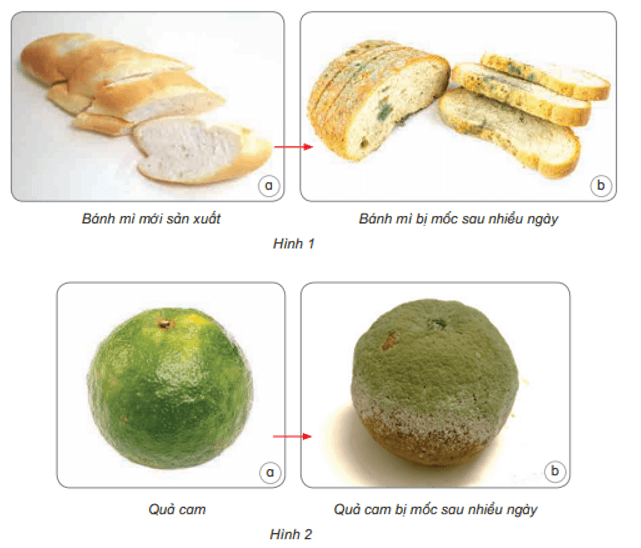 a
b
Bánh mì mới sản xuất
Bánh mì bị mốc sau nhiều ngày
Hình 1
a
b
Quả cam
Quả cam bị mốc sau nhiều ngày
Hình 2